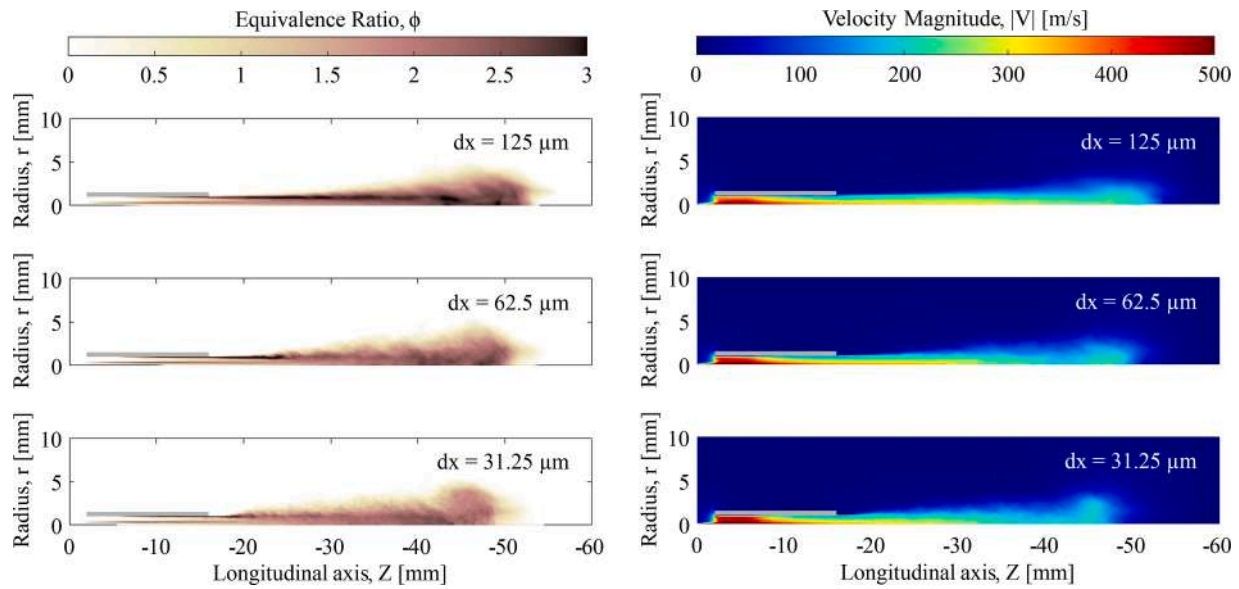 Equivalence Ratio, ϕ
0 0.5 1 1.5 2 2.5 3
Velocity Magnitude, |V| [m/s]
0 100 200 300 400 500
Radius, r [mm]
10
5
0
dx = 125 µm
Radius, r [mm]
10
5
0
dx = 125 µm
Radius, r [mm]
10
5
0
dx = 62.5 µm
Radius, r [mm]
10
5
0
dx = 62.5 µm
Radius, r [mm]
10
5
0
dx = 31.25 µm
0 -10 -20 -30 -40 -50 -60
Longitudinal axis, Z [mm]
Radius, r [mm]
10
5
0
dx = 31.25 µm
0 -10 -20 -30 -40 -50 -60
Longitudinal axis, Z [mm]